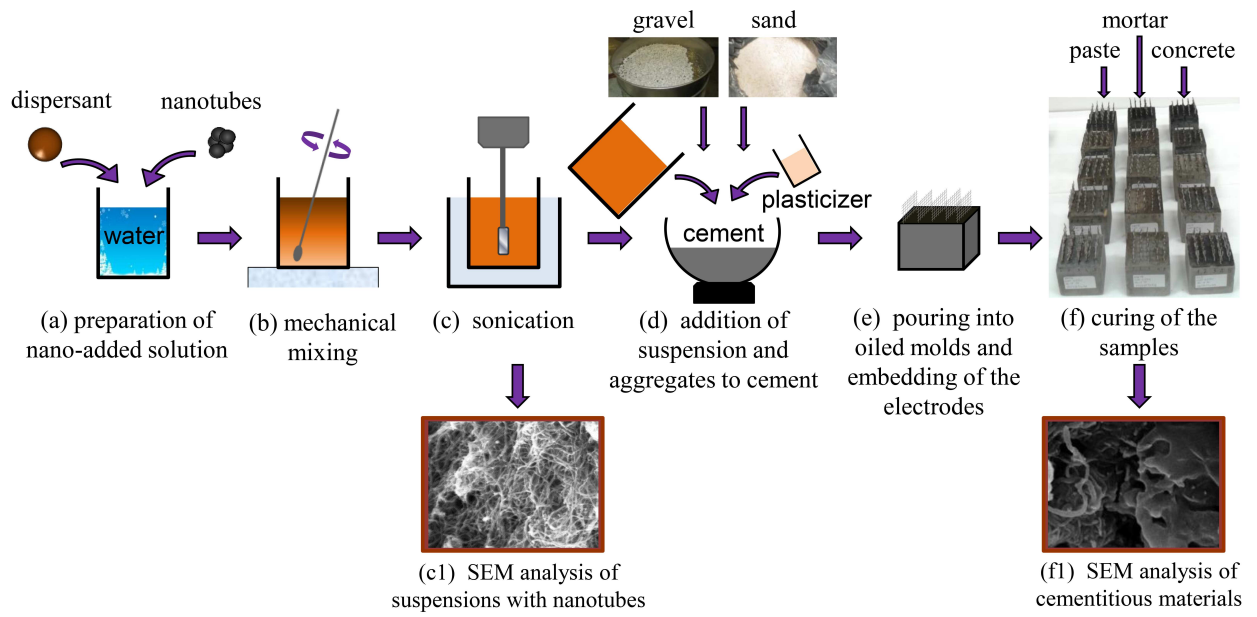 dispersant
nanotubes
water
(a) preparation of
nano-added solution
(b) mechanical
mixing
(c) sonication
gravel
sand
plasticizer
cement
(d) addition of
suspension and
aggregates to cement
(e) pouring into
oiled molds and
embedding of the
electrodes
mortar
paste
concrete
(f) curing of the
samples
(c1) SEM analysis of
suspensions with nanotubes
(f1) SEM analysis of
cementitious materials